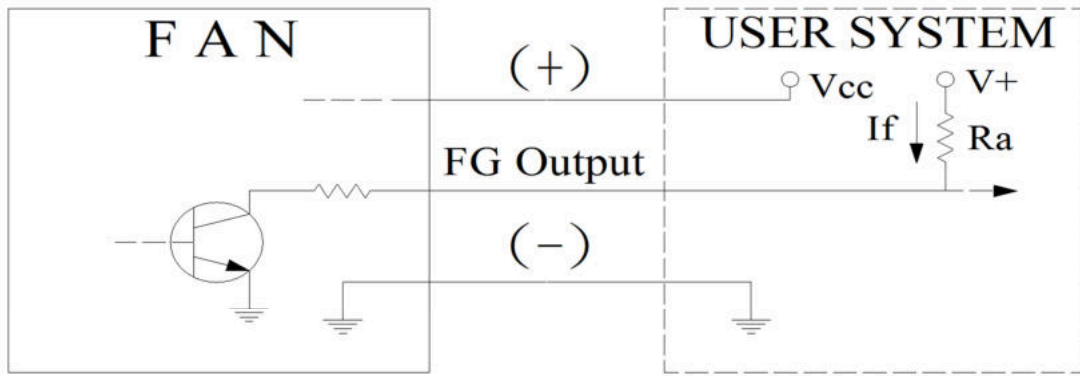 F A N
USER SYSTEM
(+)
Vcc
V+
If
Ra
FG Output
(-)